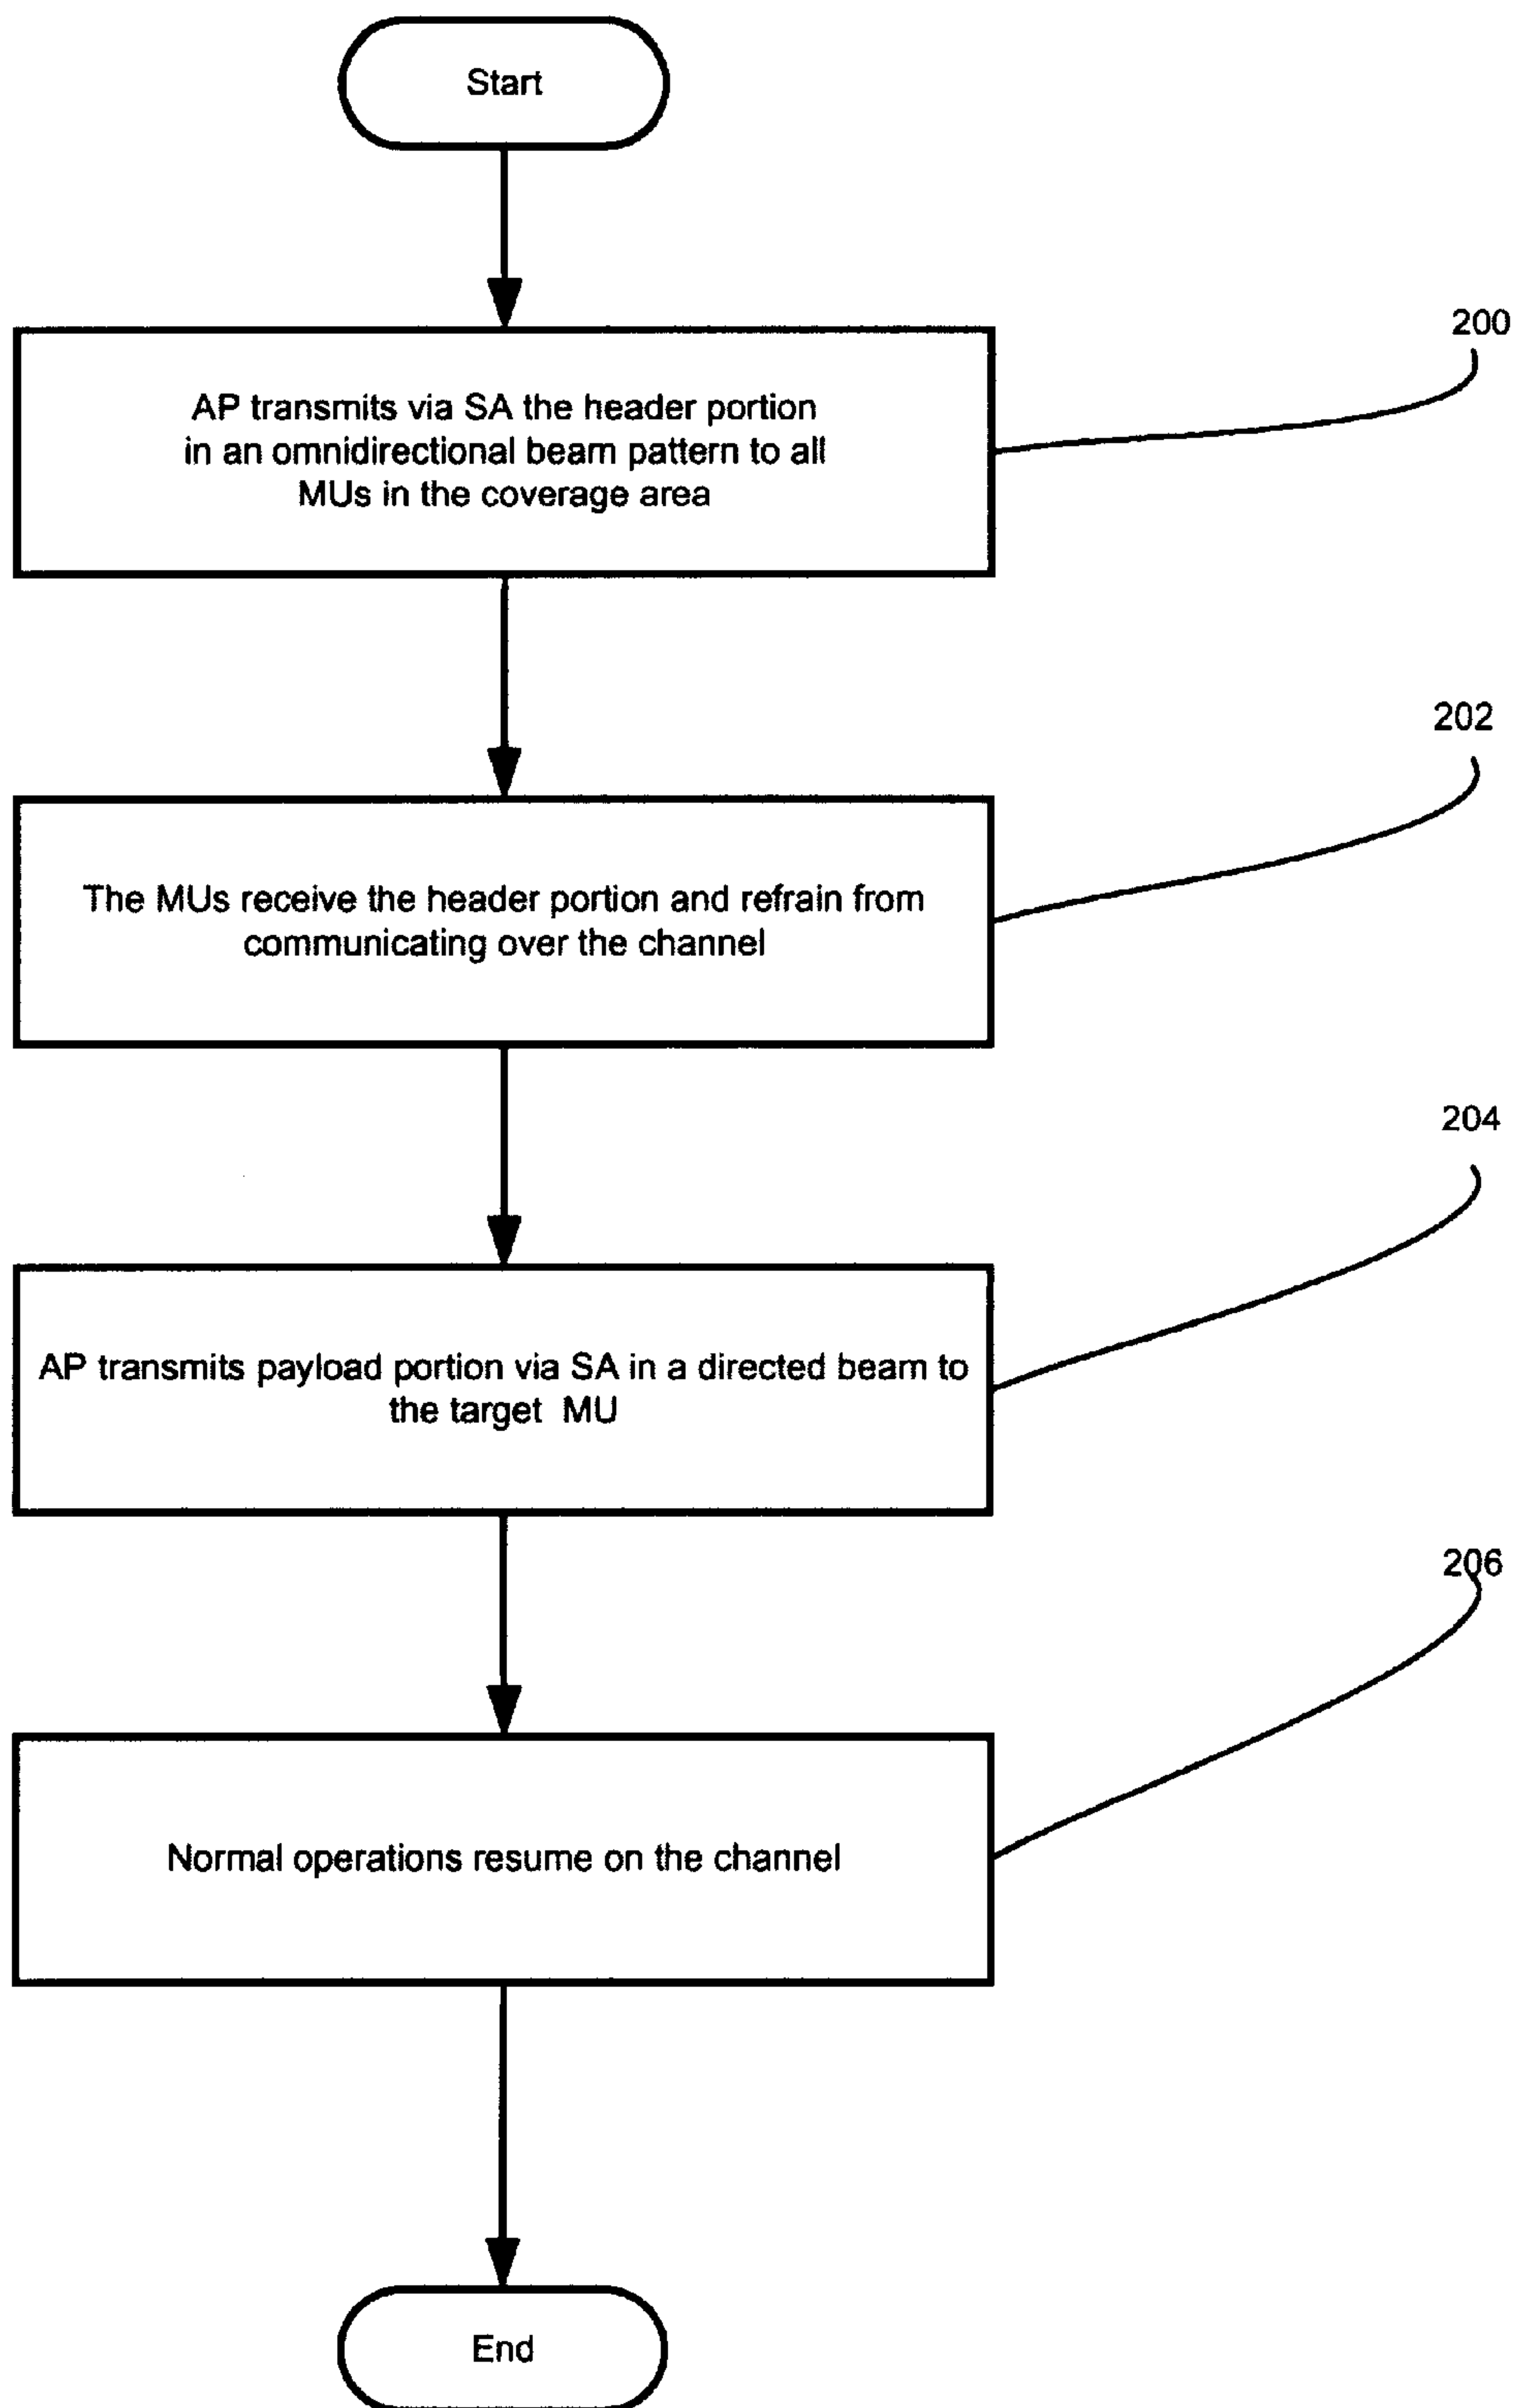 Start
200
AP transmits via SA the header portion
in an omnidirectional beam pattern to all
MUs in the coverage area
202
The MUs receive the header portion and refrain from
communicating over the channel
204
AP transmits payload portion via SA in a directed beam to
the target MU
206
Normal operations resume on the channel
End